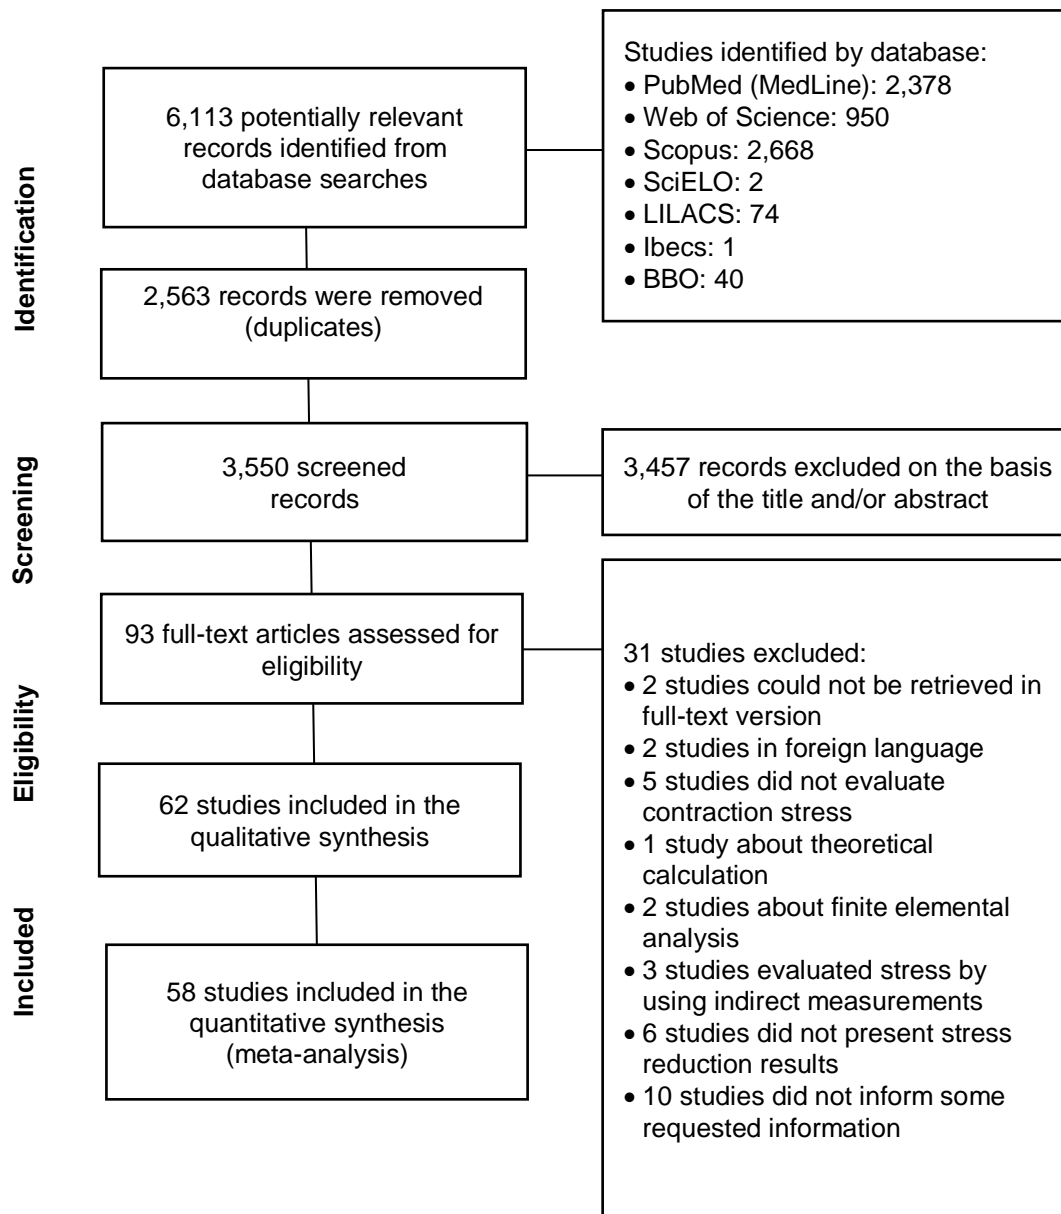 Identification
6,113 potentially relevant
records identified from
database searches
Studies identified by database:
• PubMed (MedLine): 2,378
• Web of Science: 950
• Scopus: 2,668
• SciELO: 2
• LILACS: 74
• Ibecs: 1
• BBO: 40
2,563 records were removed
(duplicates)
Screening
3,550 screened
records
3,457 records excluded on the basis
of the title and/or abstract
Eligibility
93 full-text articles assessed for
eligibility
31 studies excluded:
• 2 studies could not be retrieved in
full-text version
• 2 studies in foreign language
• 5 studies did not evaluate
contraction stress
• 1 study about theoretical
calculation
• 2 studies about finite elemental
analysis
• 3 studies evaluated stress by
using indirect measurements
• 6 studies did not present stress
reduction results
• 10 studies did not inform some
requested information
62 studies included in the
qualitative synthesis
Included
58 studies included in the
quantitative synthesis
(meta-analysis)